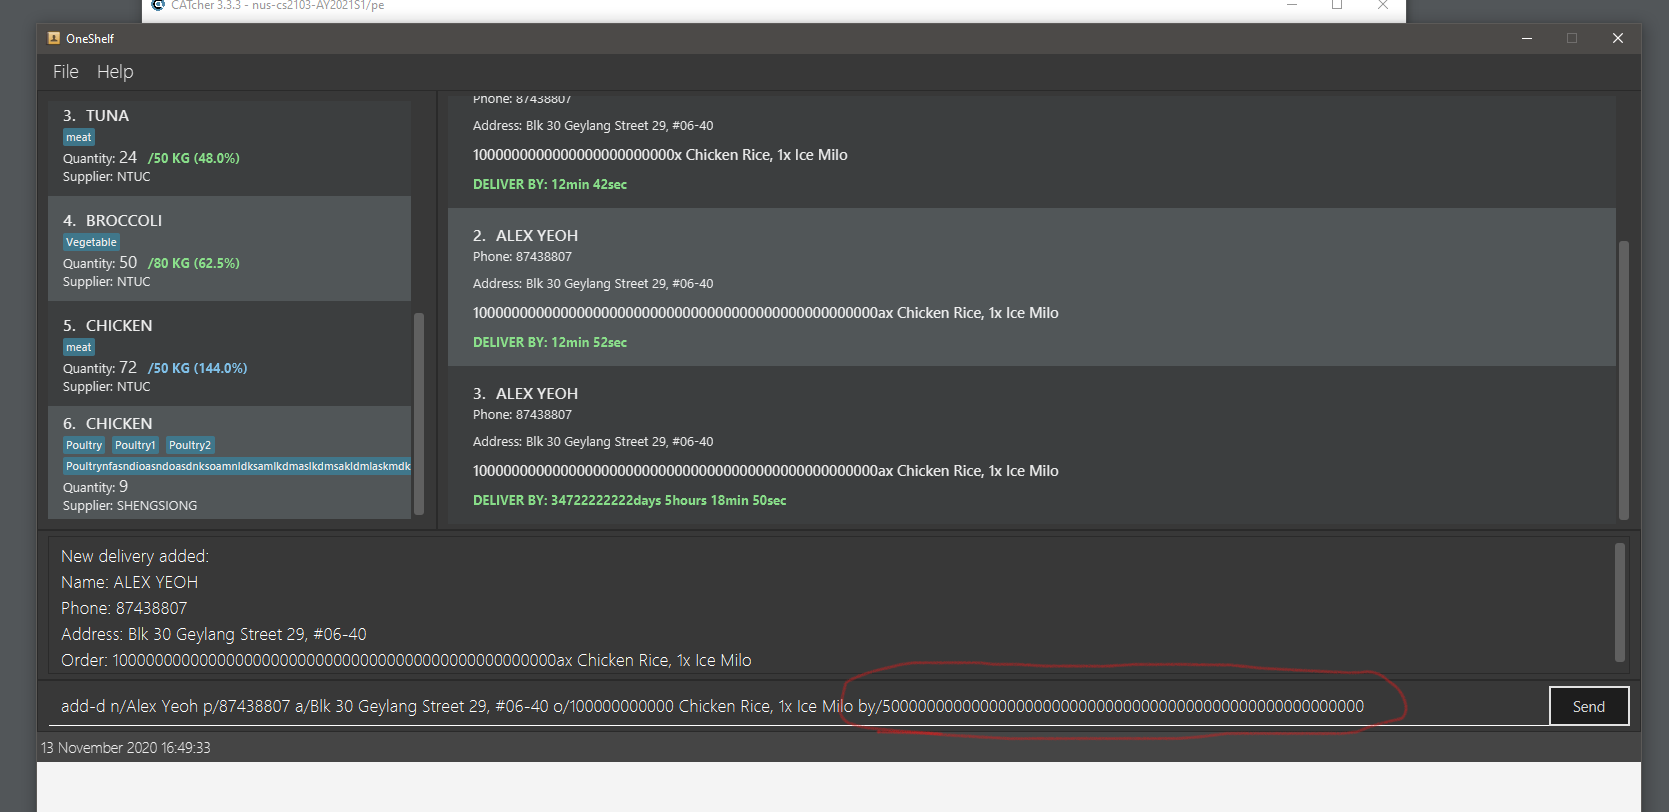 CATcher 3.3.3 - nus-cs2103-AY2021S1/pe
OneShelf
File Help
3. TUNA
meat
Quantity: 24 /50 KG (48.0%)
Supplier: NTUC
4. BROCCOLI
Vegetable
Quantity: 50 /80 KG (62.5%)
Supplier: NTUC
5. CHICKEN
meat
Quantity: 72 /50 KG (144.0%)
Supplier: NTUC
6. CHICKEN
Poultry Poultry1 Poultry2
Poultrynfasndioasndoasdnksoamnldksamlkdmaslkdmsakldmlaskmdk
Quantity: 9
Supplier: SHENGSIONG
Phone: 87438807
Address: Blk 30 Geylang Street 29, #06-40
1000000000000000000000000x Chicken Rice, 1x Ice Milo
DELIVER BY: 12min 42sec
2. ALEX YEOH
Phone: 87438807
Address: Blk 30 Geylang Street 29, #06-40
10000000000000000000000000000000000000000000000000ax Chicken Rice, 1x Ice Milo
DELIVER BY: 12min 52sec
3. ALEX YEOH
Phone: 87438807
Address: Blk 30 Geylang Street 29, #06-40
10000000000000000000000000000000000000000000000000ax Chicken Rice, 1x Ice Milo
DELIVER BY: 34722222222days 5hours 18min 50sec
New delivery added:
Name: ALEX YEOH
Phone: 87438807
Address: Blk 30 Geylang Street 29, #06-40
Order: 10000000000000000000000000000000000000000000000000ax Chicken Rice, 1x Ice Milo
add-d n/Alex Yeoh p/87438807 a/Blk 30 Geylang Street 29, #06-40 o/100000000000 Chicken Rice, 1x Ice Milo by/500000000000000000000000000000000000000000000000000000
Send
13 November 2020 16:49:33